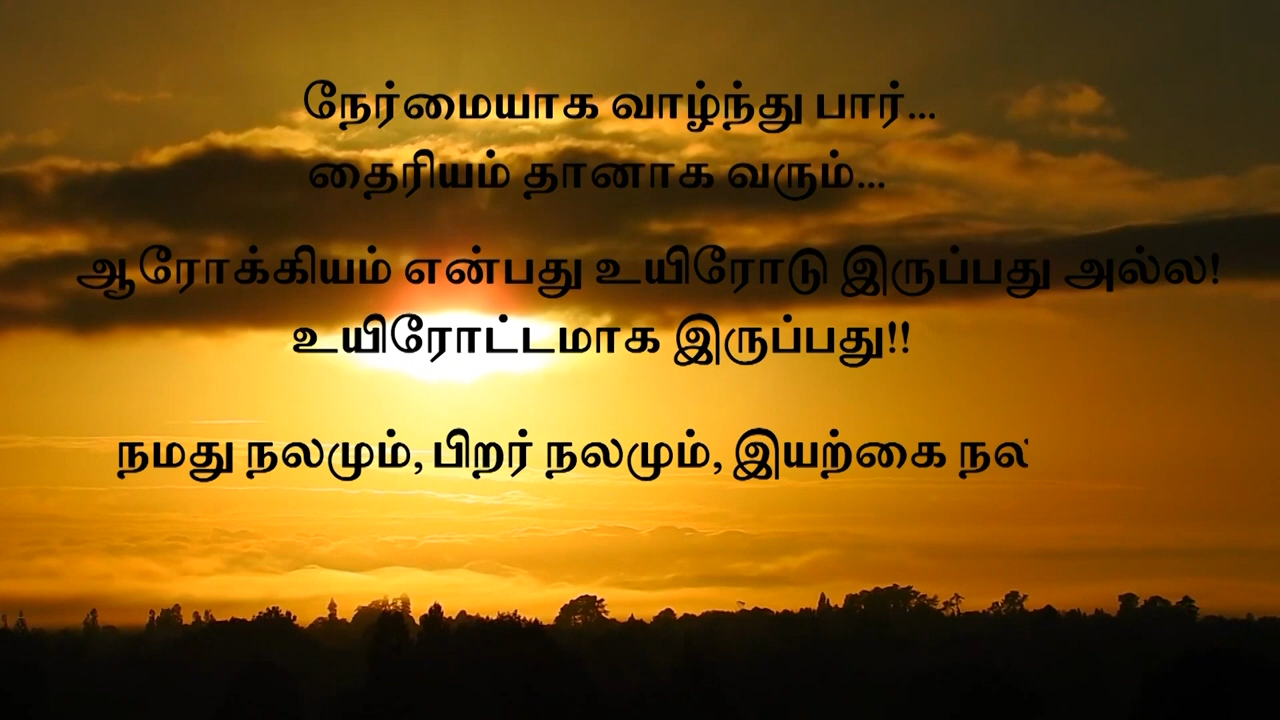 நேர்மையாக வாழ்ந்து பார்...
தைரியம் தானாக வரும்...
ஆரோக்கியம் என்பது உயிரோடு இருப்பது அல்ல!
உயிரோட்டமாக இருப்பது!!
நமது நலமும், பிறர் நலமும், இயற்கை